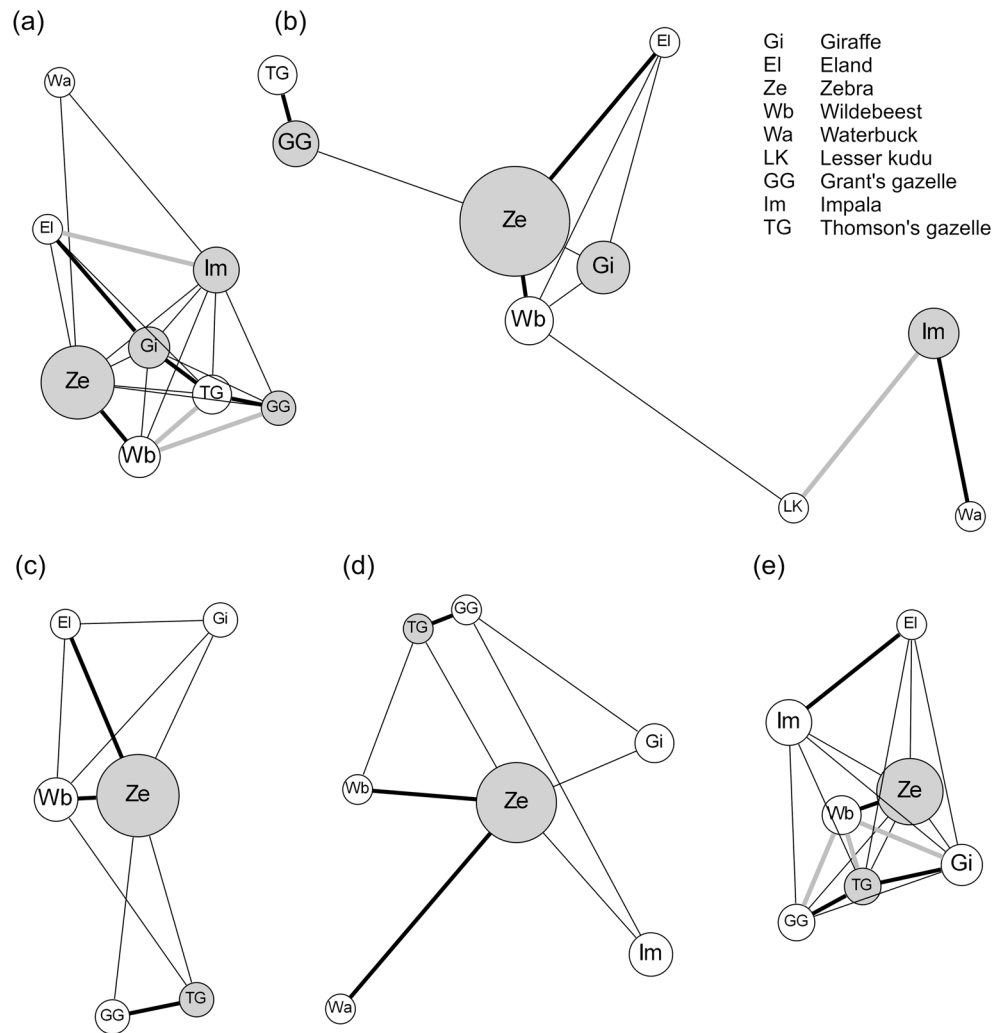 (a)
(b)
Wa
El
Im
Gi
Ze
TG
GG
Wb
TG
GG
El
Ze
Gi
Wb
Im
LK
Wa
Gi Giraffe
El Eland
Ze Zebra
Wb Wildebeest
Wa Waterbuck
LK Lesser kudu
GG Grant's gazelle
Im Impala
TG Thomson's gazelle
(c)
El
Gi
Wb
Ze
GG
TG
(d)
TG
GG
Gi
Wb
Ze
Im
Wa
(e)
El
Im
Ze
Wb
Gi
TG
GG